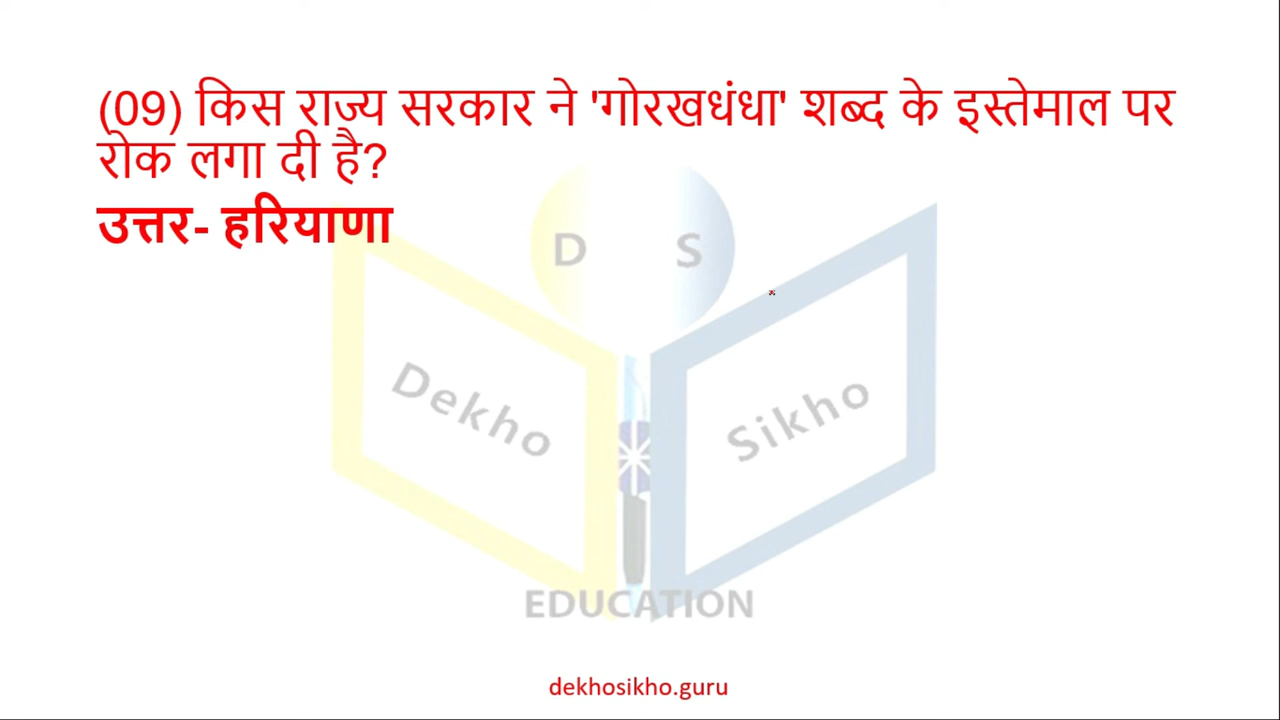 (09) किस राज्य सरकार ने 'गोरखधंधा' शब्द के इस्तेमाल पर
रोक लगा दी है?
उत्तर- हरियाणा
D S
Dekho Sikho
EDUCATION
dekhosikho.guru